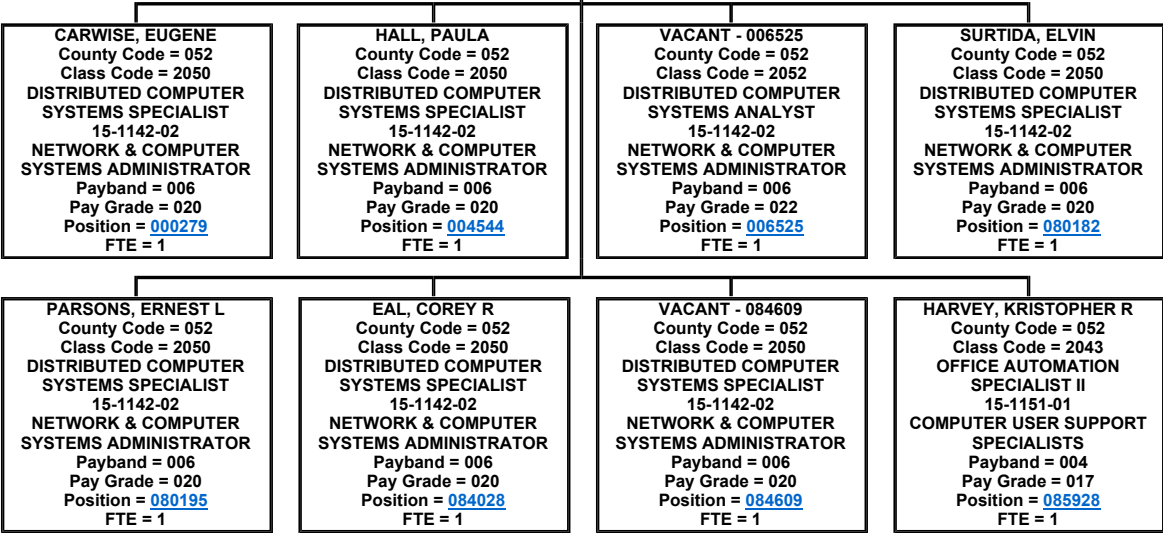 CARWISE, EUGENE
County Code = 052
Class Code = 2050
DISTRIBUTED COMPUTER
SYSTEMS SPECIALIST
15-1142-02
NETWORK & COMPUTER
SYSTEMS ADMINISTRATOR
Payband = 006
Pay Grade = 020
Position = 000279
FTE = 1
HALL, PAULA
County Code = 052
Class Code = 2050
DISTRIBUTED COMPUTER
SYSTEMS SPECIALIST
15-1142-02
NETWORK & COMPUTER
SYSTEMS ADMINISTRATOR
Payband = 006
Pay Grade = 020
Position = 004544
FTE = 1
VACANT - 006525
County Code = 052
Class Code = 2052
DISTRIBUTED COMPUTER
SYSTEMS ANALYST
15-1142-02
NETWORK & COMPUTER
SYSTEMS ADMINISTRATOR
Payband = 006
Pay Grade = 022
Position = 006525
FTE = 1
SURTIDA, ELVIN
County Code = 052
Class Code = 2050
DISTRIBUTED COMPUTER
SYSTEMS SPECIALIST
15-1142-02
NETWORK & COMPUTER
SYSTEMS ADMINISTRATOR
Payband = 006
Pay Grade = 020
Position = 080182
FTE = 1
PARSONS, ERNEST L
County Code = 052
Class Code = 2050
DISTRIBUTED COMPUTER
SYSTEMS SPECIALIST
15-1142-02
NETWORK & COMPUTER
SYSTEMS ADMINISTRATOR
Payband = 006
Pay Grade = 020
Position = 080195
FTE = 1
EAL, COREY R
County Code = 052
Class Code = 2050
DISTRIBUTED COMPUTER
SYSTEMS SPECIALIST
15-1142-02
NETWORK & COMPUTER
SYSTEMS ADMINISTRATOR
Payband = 006
Pay Grade = 020
Position = 084028
FTE = 1
VACANT - 084609
County Code = 052
Class Code = 2050
DISTRIBUTED COMPUTER
SYSTEMS SPECIALIST
15-1142-02
NETWORK & COMPUTER
SYSTEMS ADMINISTRATOR
Payband = 006
Pay Grade = 020
Position = 084609
FTE = 1
HARVEY, KRISTOPHER R
County Code = 052
Class Code = 2043
OFFICE AUTOMATION
SPECIALIST II
15-1151-01
COMPUTER USER SUPPORT
SPECIALISTS
Payband = 004
Pay Grade = 017
Position = 085928
FTE = 1